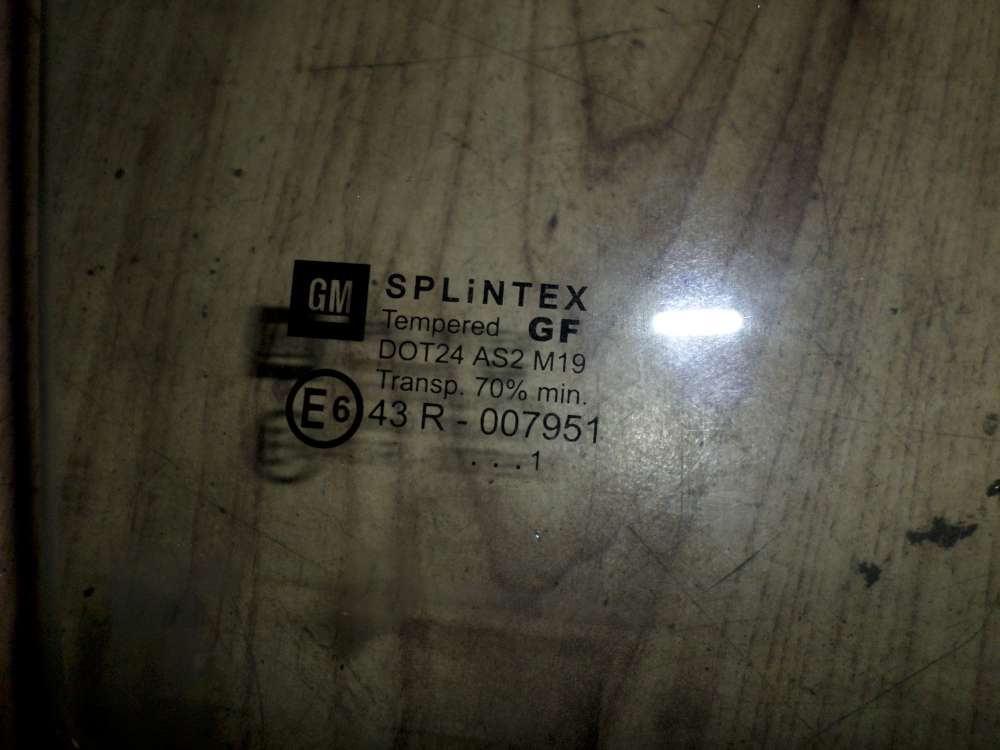 GM
SPLiNTEX
Tempered GF
DOT24 AS2 M19
Transp. 70% min.
E6 43 R - 007951
. . . 1